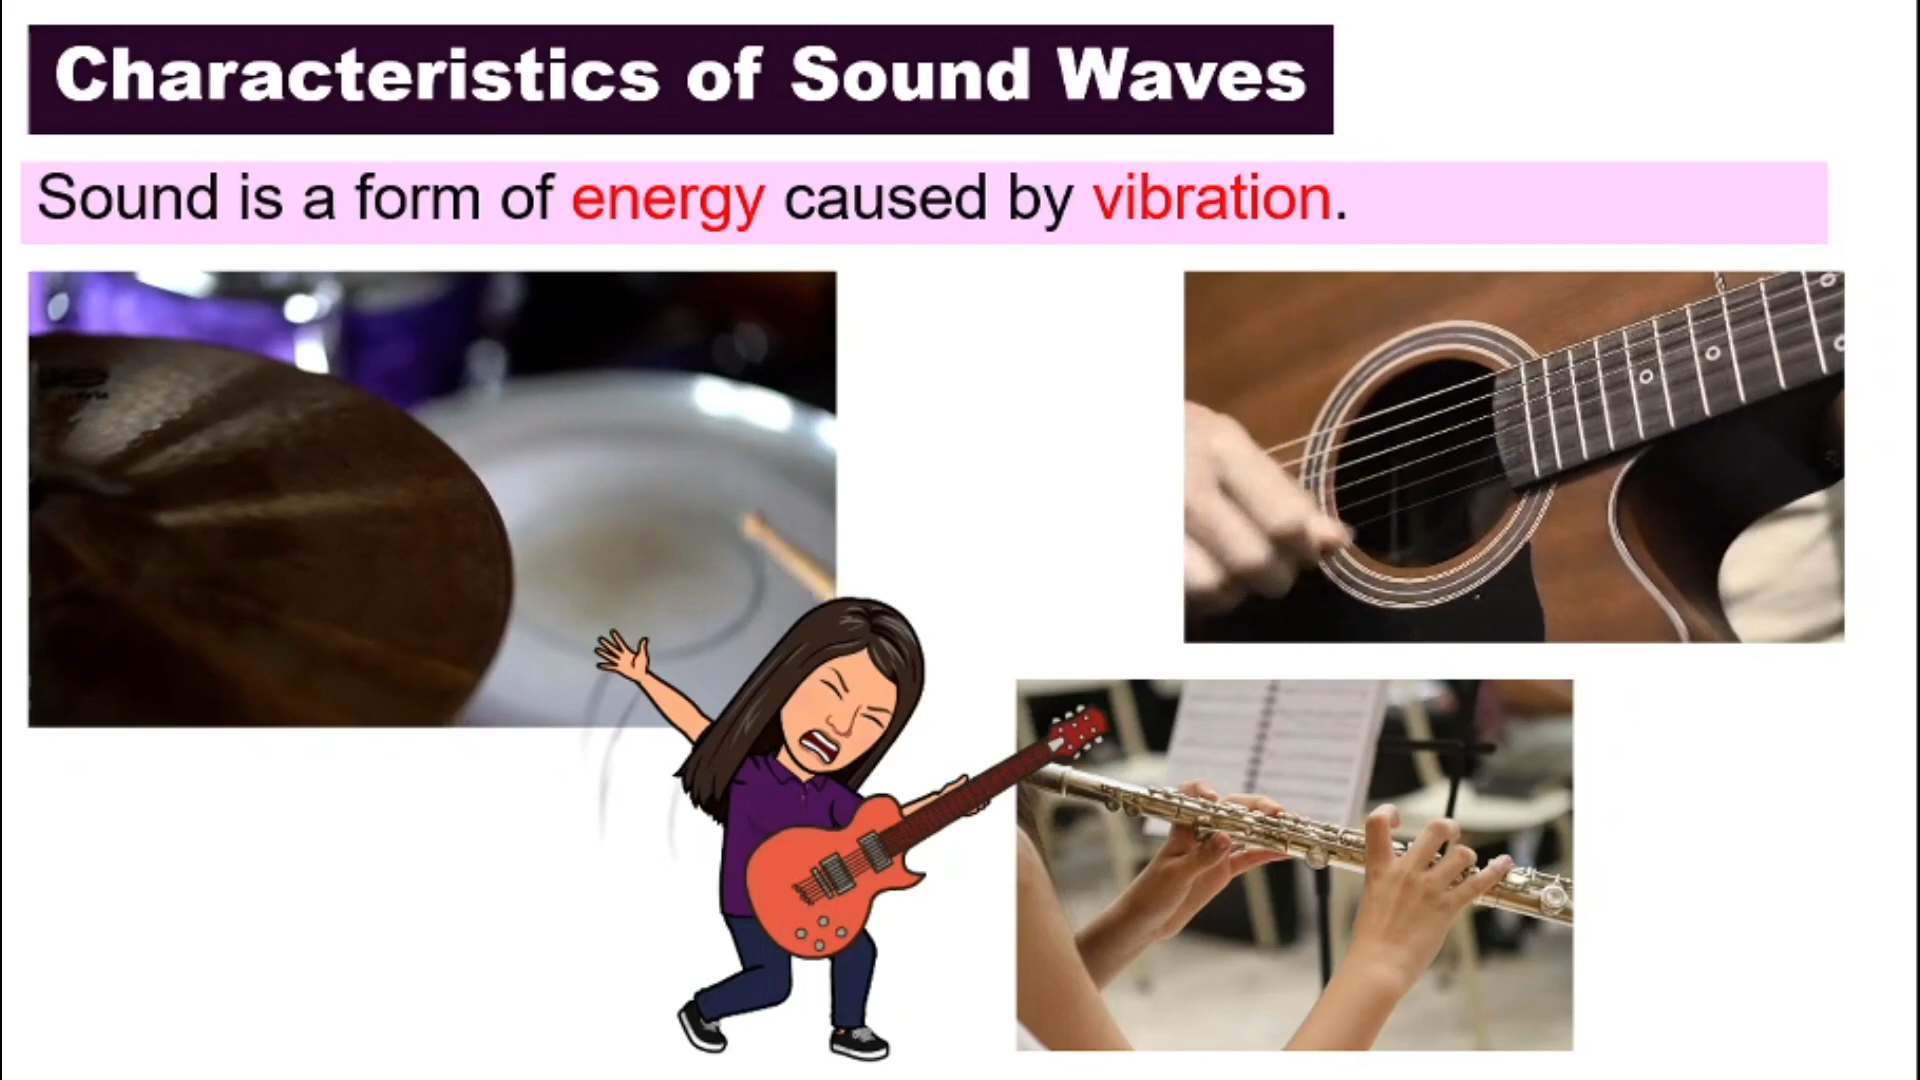 Characteristics of Sound Waves
Sound is a form of energy caused by vibration.